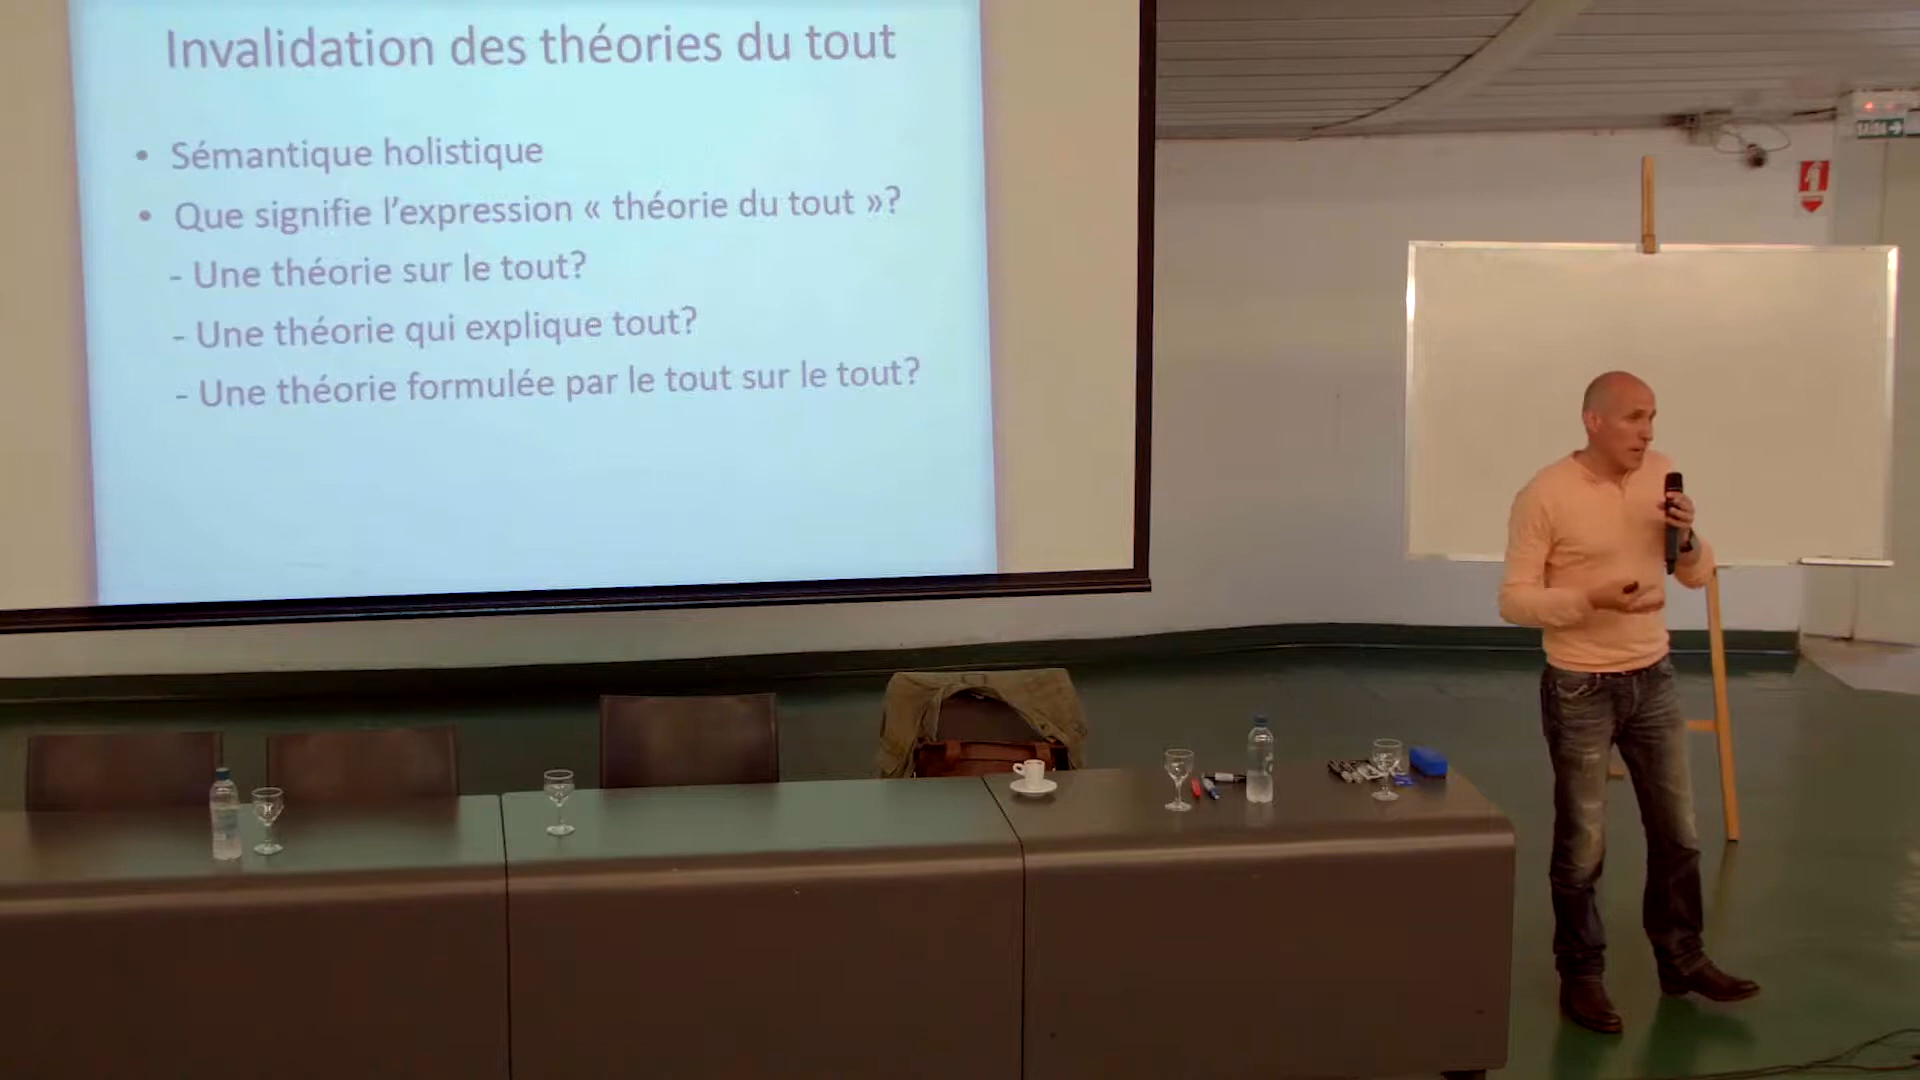 Invalidation des théories du tout
• Sémantique holistique
• Que signifie l'expression « théorie du tout »?
- Une théorie sur le tout?
- Une théorie qui explique tout?
- Une théorie formulée par le tout sur le tout?